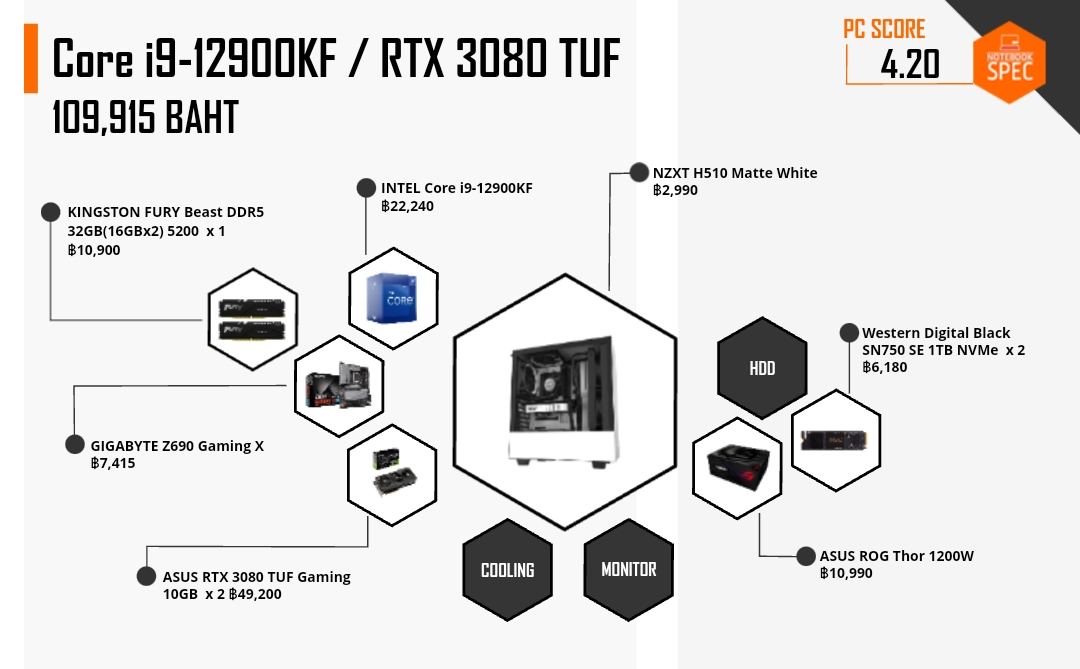 Core i9-12900KF / RTX 3080 TUF
109,915 BAHT
PC SCORE
4.20
NOTEBOOK
SPEC
NZXT H510 Matte White
฿2,990
INTEL Core i9-12900KF
฿22,240
KINGSTON FURY Beast DDR5
32GB(16GBx2) 5200 x 1
฿10,900
CORE
FURY
FURY
Western Digital Black
SN750 SE 1TB NVMe x 2
฿6,180
HDD
GIGABYTE Z690 Gaming X
฿7,415
COOLING
MONITOR
ASUS ROG Thor 1200W
฿10,990
ASUS RTX 3080 TUF Gaming
10GB x 2 ฿49,200